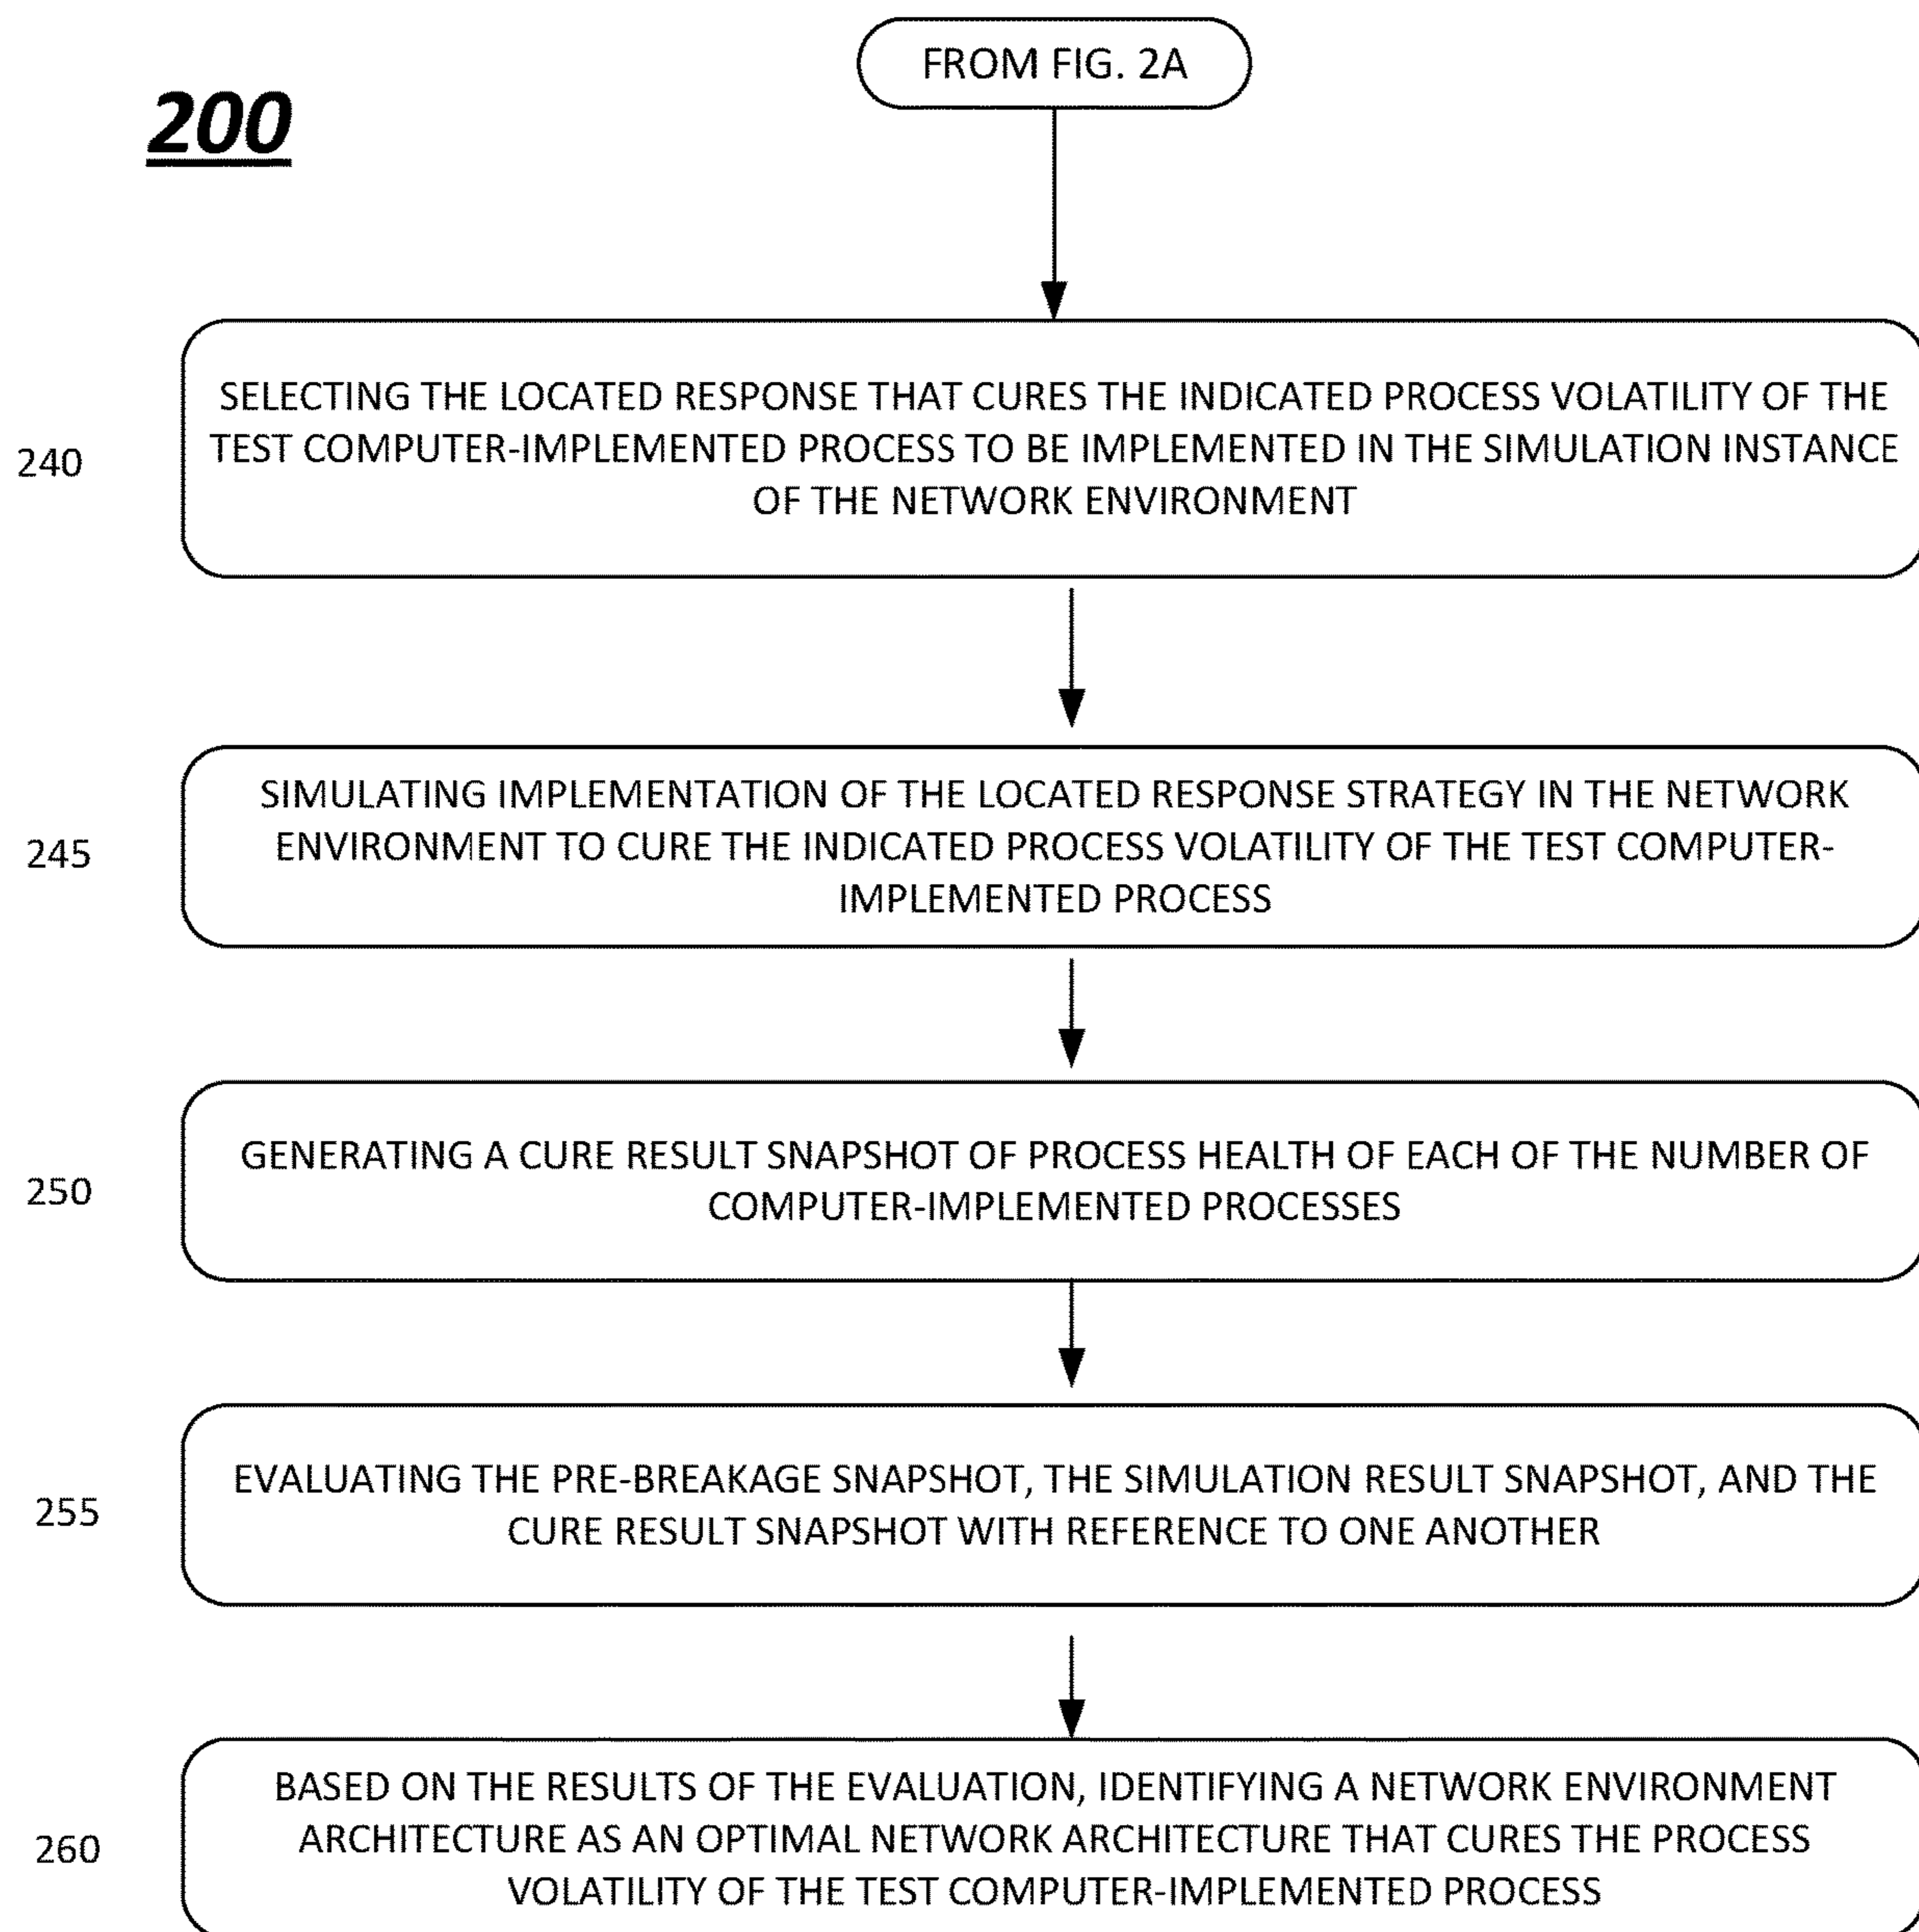 FROM FIG. 2A
200
240
SELECTING THE LOCATED RESPONSE THAT CURES THE INDICATED PROCESS VOLATILITY OF THE
TEST COMPUTER-IMPLEMENTED PROCESS TO BE IMPLEMENTED IN THE SIMULATION INSTANCE
OF THE NETWORK ENVIRONMENT
245
SIMULATING IMPLEMENTATION OF THE LOCATED RESPONSE STRATEGY IN THE NETWORK
ENVIRONMENT TO CURE THE INDICATED PROCESS VOLATILITY OF THE TEST COMPUTER-
IMPLEMENTED PROCESS
250
GENERATING A CURE RESULT SNAPSHOT OF PROCESS HEALTH OF EACH OF THE NUMBER OF
COMPUTER-IMPLEMENTED PROCESSES
255
EVALUATING THE PRE-BREAKAGE SNAPSHOT, THE SIMULATION RESULT SNAPSHOT, AND THE
CURE RESULT SNAPSHOT WITH REFERENCE TO ONE ANOTHER
260
BASED ON THE RESULTS OF THE EVALUATION, IDENTIFYING A NETWORK ENVIRONMENT
ARCHITECTURE AS AN OPTIMAL NETWORK ARCHITECTURE THAT CURES THE PROCESS
VOLATILITY OF THE TEST COMPUTER-IMPLEMENTED PROCESS